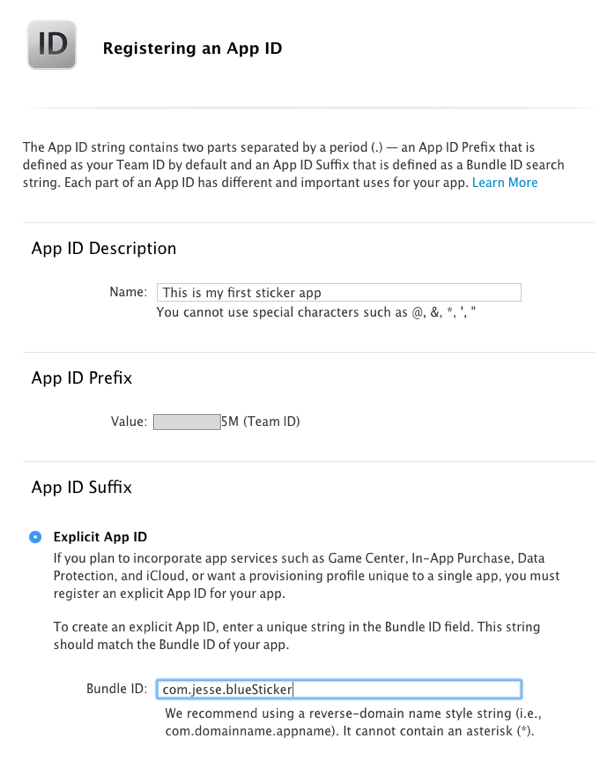 ID
Registering an App ID
The App ID string contains two parts separated by a period (.) — an App ID Prefix that is
defined as your Team ID by default and an App ID Suffix that is defined as a Bundle ID search
string. Each part of an App ID has different and important uses for your app. Learn More
App ID Description
Name: This is my first sticker app
You cannot use special characters such as @, &, *, ', "
App ID Prefix
Value: 5M (Team ID)
App ID Suffix
Explicit App ID
If you plan to incorporate app services such as Game Center, In-App Purchase, Data
Protection, and iCloud, or want a provisioning profile unique to a single app, you must
register an explicit App ID for your app.
To create an explicit App ID, enter a unique string in the Bundle ID field. This string
should match the Bundle ID of your app.
Bundle ID: com.jesse.blueSticker
We recommend using a reverse-domain name style string (i.e.,
com.domainname.appname). It cannot contain an asterisk (*).